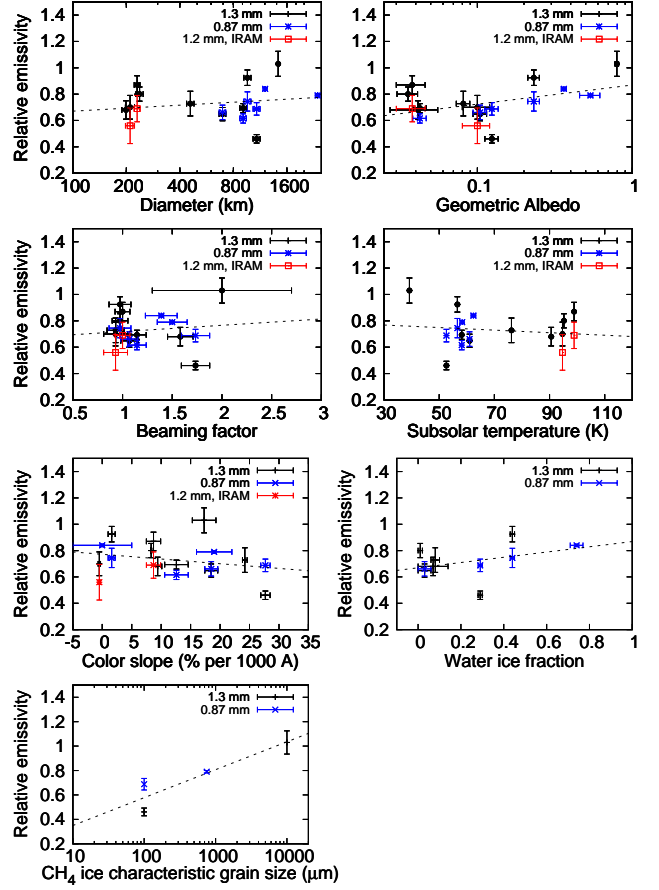 Relative emissivity
1.4
1.2
1
0.8
0.6
0.4
0.2
100
200
400
800
1600
Diameter (km)
1.3 mm
0.87 mm
1.2 mm, IRAM
Relative emissivity
1.4
1.2
1
0.8
0.6
0.4
0.2
0.1
1
Geometric Albedo
1.3 mm
0.87 mm
1.2 mm, IRAM
Relative emissivity
1.4
1.2
1
0.8
0.6
0.4
0.2
0.5
1
1.5
2
2.5
3
Beaming factor
1.3 mm
0.87 mm
1.2 mm, IRAM
Relative emissivity
1.4
1.2
1
0.8
0.6
0.4
0.2
30
50
70
90
110
Subsolar temperature (K)
1.3 mm
0.87 mm
1.2 mm, IRAM
Relative emissivity
1.4
1.2
1
0.8
0.6
0.4
0.2
-5
0
5
10
15
20
25
30
35
Color slope (% per 1000 A)
1.3 mm
0.87 mm
1.2 mm, IRAM
Relative emissivity
1.4
1.2
1
0.8
0.6
0.4
0.2
0
0.2
0.4
0.6
0.8
1
Water ice fraction
1.3 mm
0.87 mm
Relative emissivity
1.4
1.2
1
0.8
0.6
0.4
0.2
10
100
1000
10000
CH4 ice characteristic grain size (μm)
1.3 mm
0.87 mm